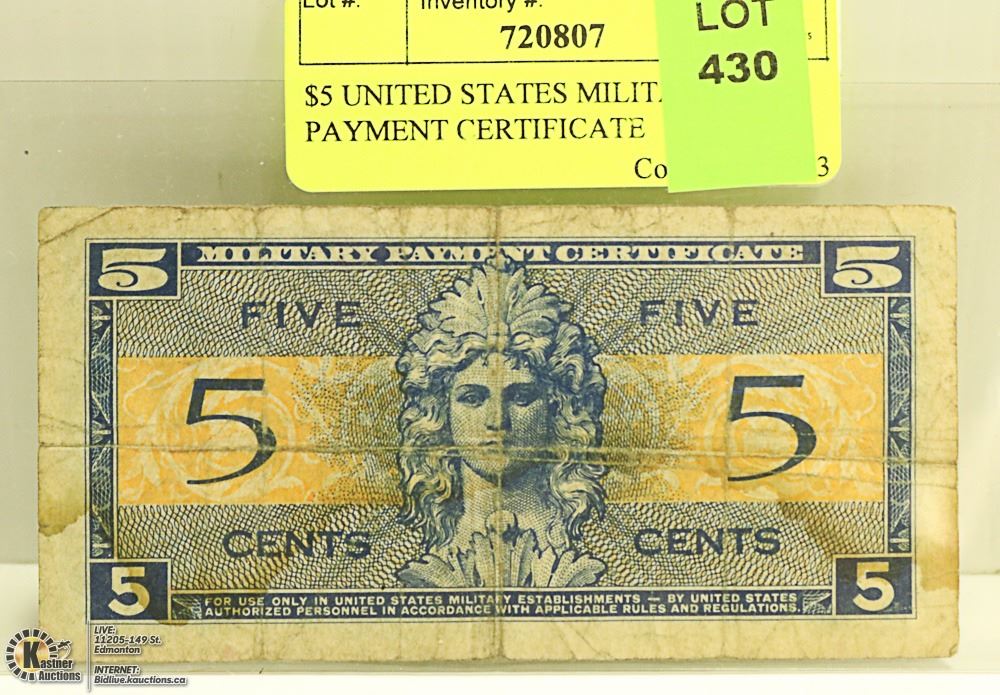 Lot #: Inventory #:
720807
LOT
430
$5 UNITED STATES
PAYMENT CERTIFICATE
3
MILITARY PAYMENT CERTIFICATE
5 5
FIVE FIVE
5 5
CENTS CENTS
5 5
FOR USE ONLY IN UNITED STATES MILITARY ESTABLISHMENTS — BY UNITED STATES
AUTHORIZED PERSONNEL IN ACCORDANCE WITH APPLICABLE RULES AND REGULATIONS.
Kastner
Auctions
LIVE:
11205-149 St.
Edmonton
INTERNET:
Bidlive.kauctions.ca